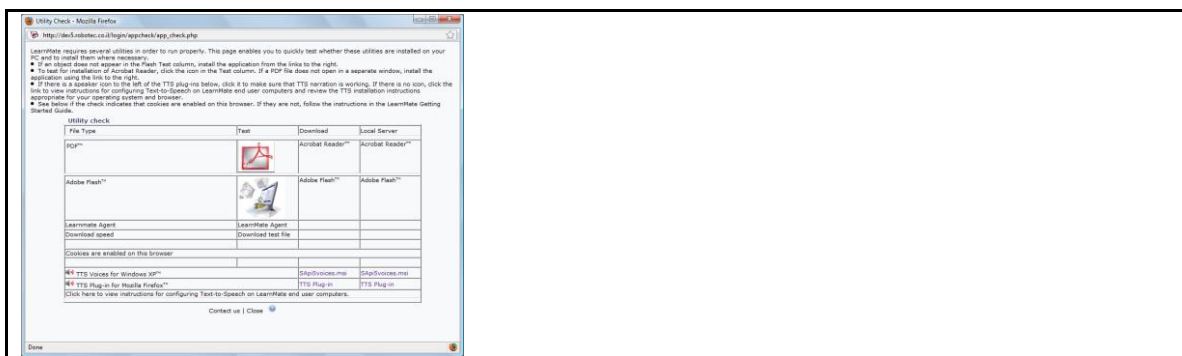 Utility Check - Mozilla Firefox
http://dev5.robotec.co.il/login/appcheck/app_check.php
LearnMate requires several utilities in order to run properly. This page enables you to quickly test whether these utilities are installed on your
PC and to install them where necessary.
• If an object does not appear in the Flash Test column, install the application from the links to the right.
• To test for installation of Acrobat Reader, click the icon in the Test column. If a PDF file does not open in a separate window, install the
application using the link to the right.
• If there is a speaker icon to the left of the TTS plug-ins below, click it to make sure that TTS narration is working. If there is no icon, click the
link to view instructions for configuring Text-to-Speech on LearnMate end user computers and review the TTS installation instructions
appropriate for your operating system and browser.
• See below if the check indicates that cookies are enabled on this browser. If they are not, follow the instructions in the LearnMate Getting
Started Guide.
Utility check
File Type Test Download Local Server
PDF™ Acrobat Reader™ Acrobat Reader™
Adobe Flash™ Adobe Flash™ Adobe Flash™
Learnmate Agent LearnMate Agent
Download speed Download test file
Cookies are enabled on this browser
TTS Voices for Windows XP™ SApi5voices.msi SApi5voices.msi
TTS Plug-in for Mozilla Firefox™ TTS Plug-in TTS Plug-in
Click here to view instructions for configuring Text-to-Speech on LearnMate end user computers.
Contact us | Close
Done